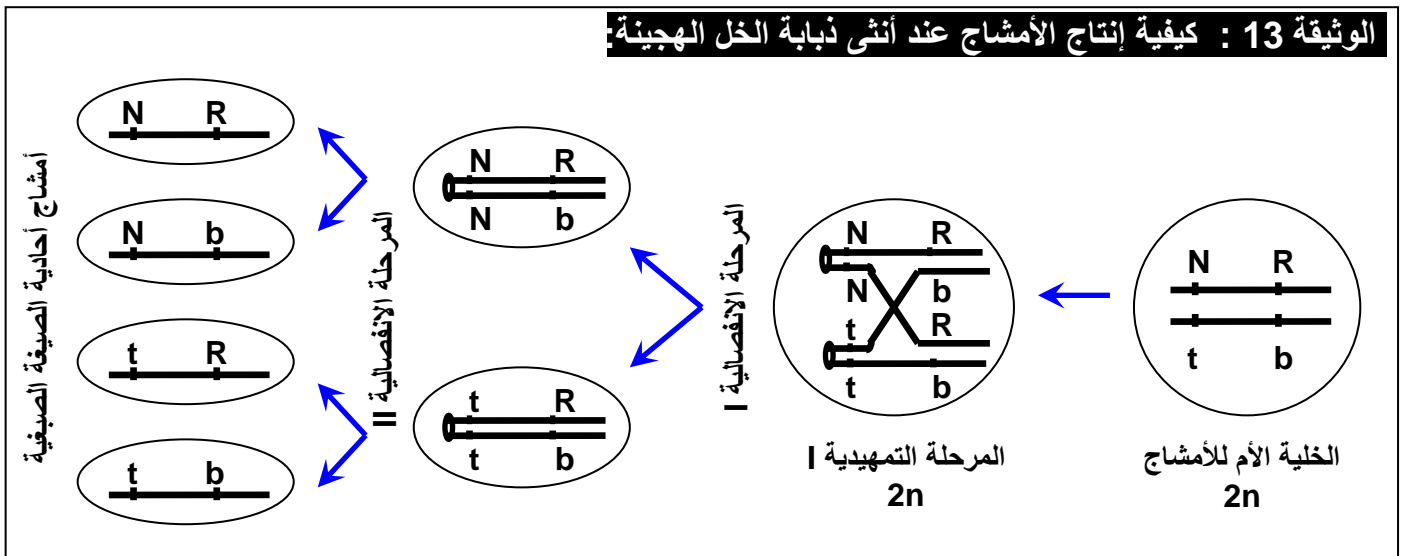 الوثيقة 13 : كيفية إنتاج الأمشاج عند أنثى ذبابة الخل الهجينة:
N R
t b
الخلية الأم للأمشاج
2n
N R
N b
t R
t b
المرحلة التمهيدية I
2n
المرحلة الانفصالية I
N R
N b
t R
t b
المرحلة الانفصالية II
N R
N b
t R
t b
أمشاج أحادية الصيغة الصبغية